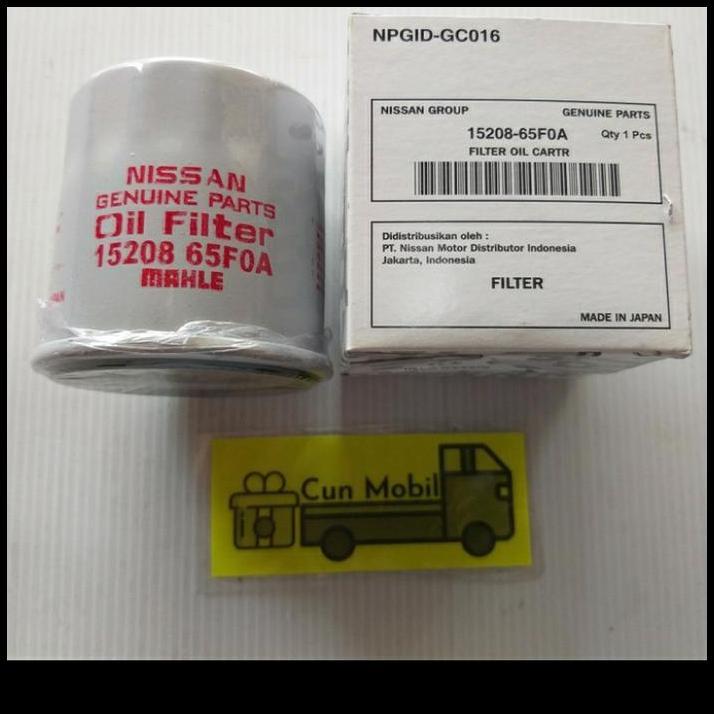 NISSAN
GENUINE PARTS
Oil Filter
15208 65F0A
MAHLE
NPGID-GC016
NISSAN GROUP GENUINE PARTS
15208-65F0A Qty 1 Pcs
FILTER OIL CARTR
Didistribusikan oleh :
PT. Nissan Motor Distributor Indonesia
Jakarta, Indonesia
FILTER
MADE IN JAPAN
Cun Mobil